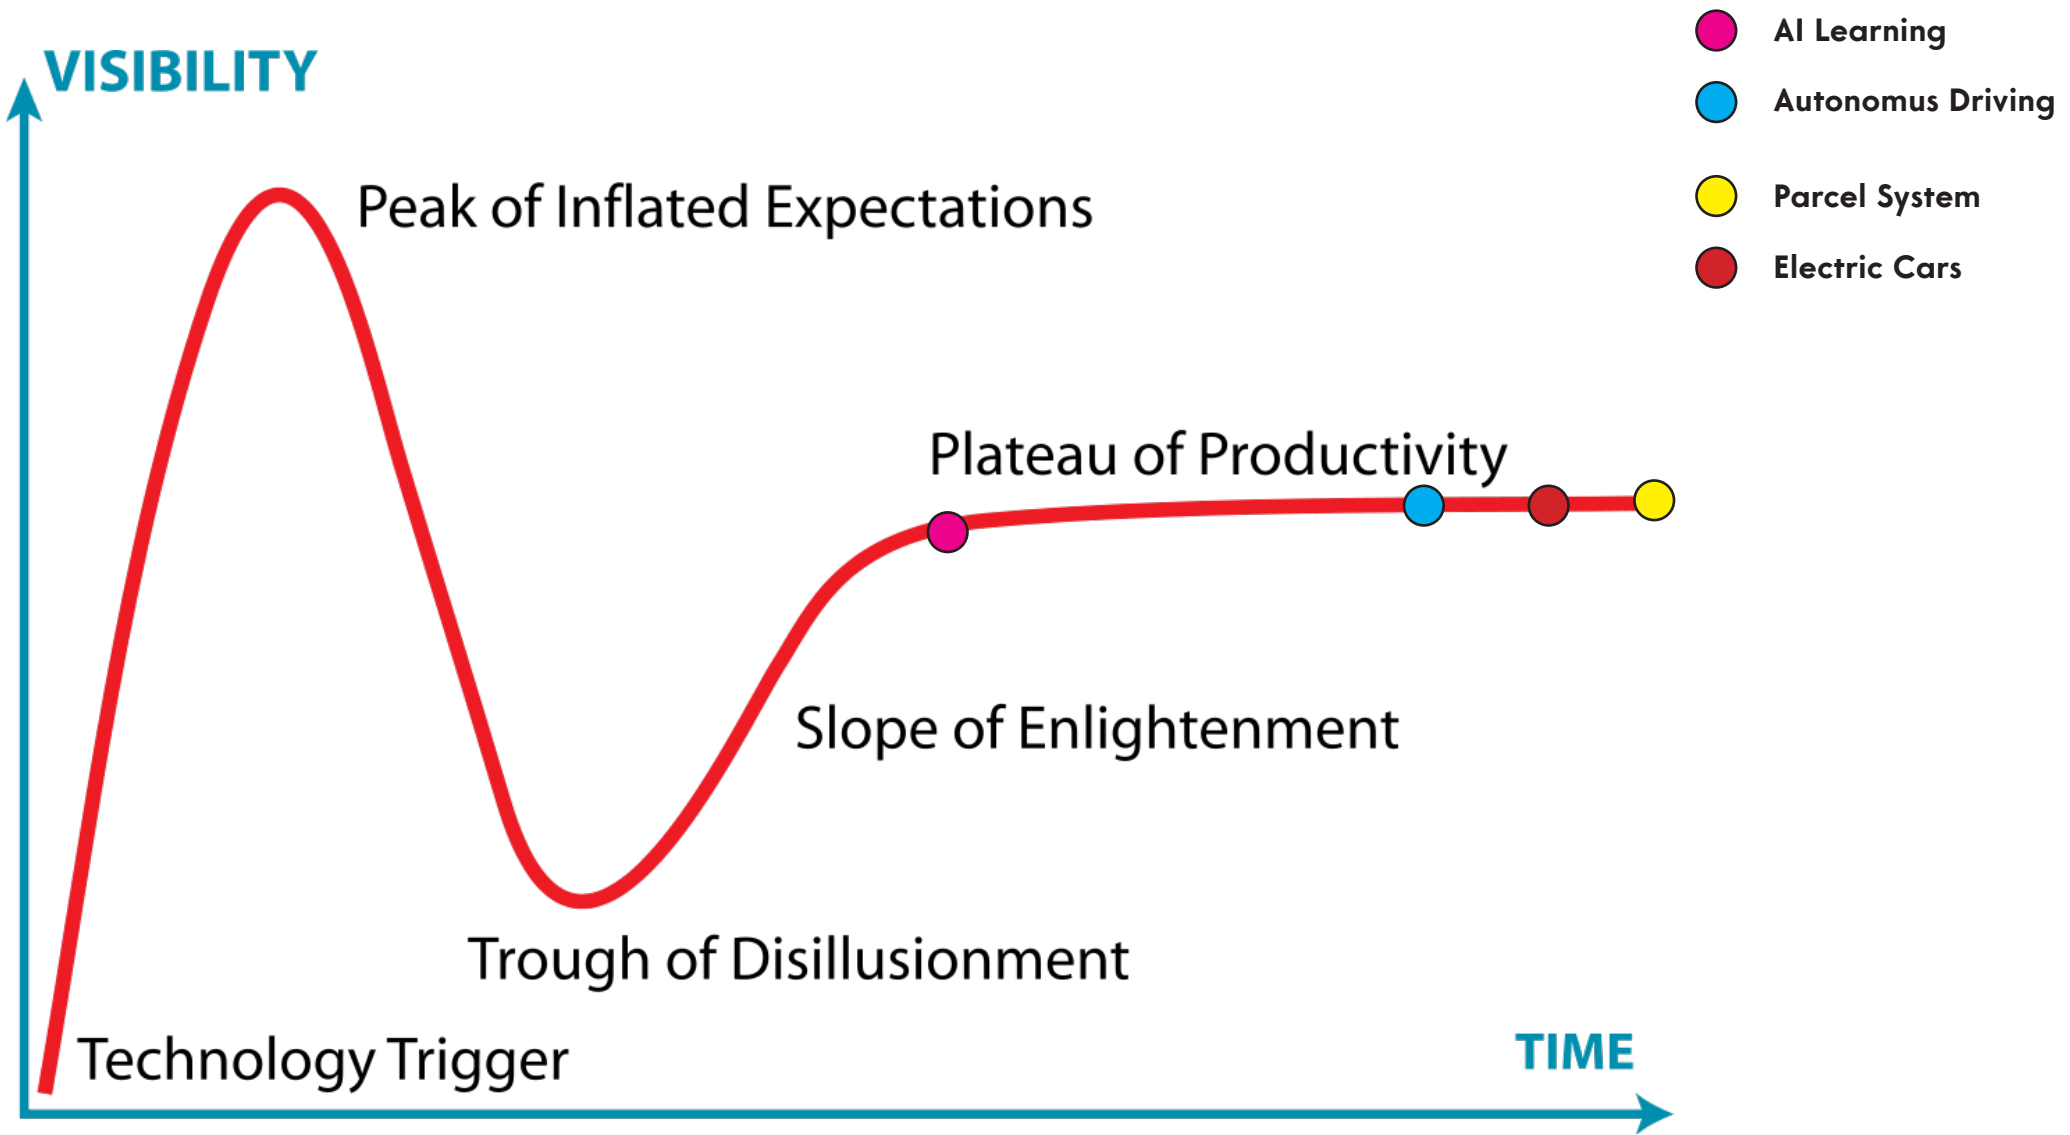 VISIBILITY
Peak of Inflated Expectations
Plateau of Productivity
Slope of Enlightenment
Trough of Disillusionment
Technology Trigger
TIME
AI Learning
Autonomus Driving
Parcel System
Electric Cars